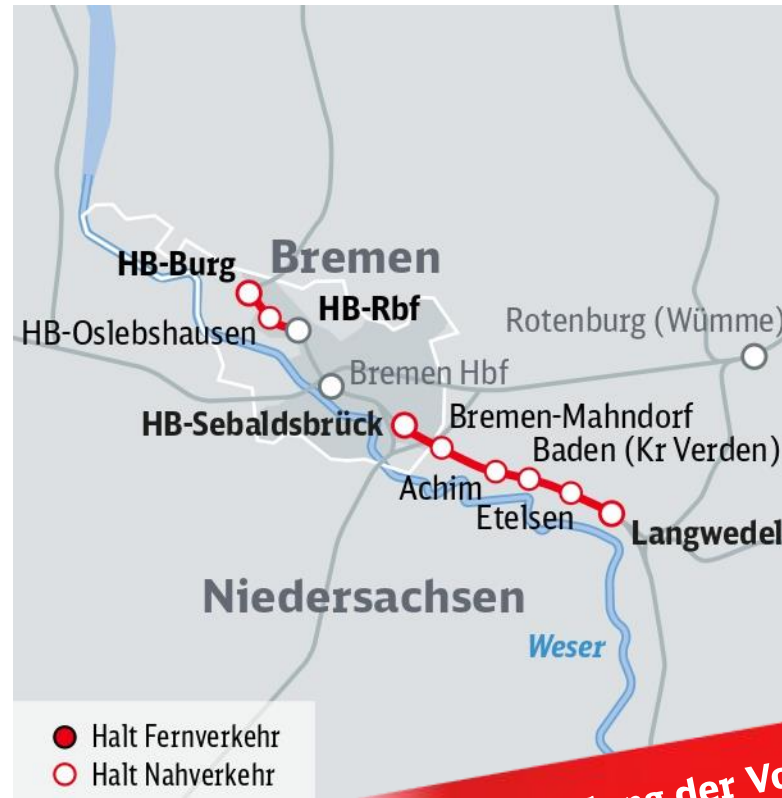 Bremen
HB-Burg
HB-Rbf
HB-Oslebshausen
Rotenburg (Wümme)
Bremen Hbf
HB-Sebaldsbrück
Bremen-Mahndorf
Baden (Kr Verden)
Achim
Etelsen
Langwedel
Niedersachsen
Weser
Halt Fernverkehr
Halt Nahverkehr
der